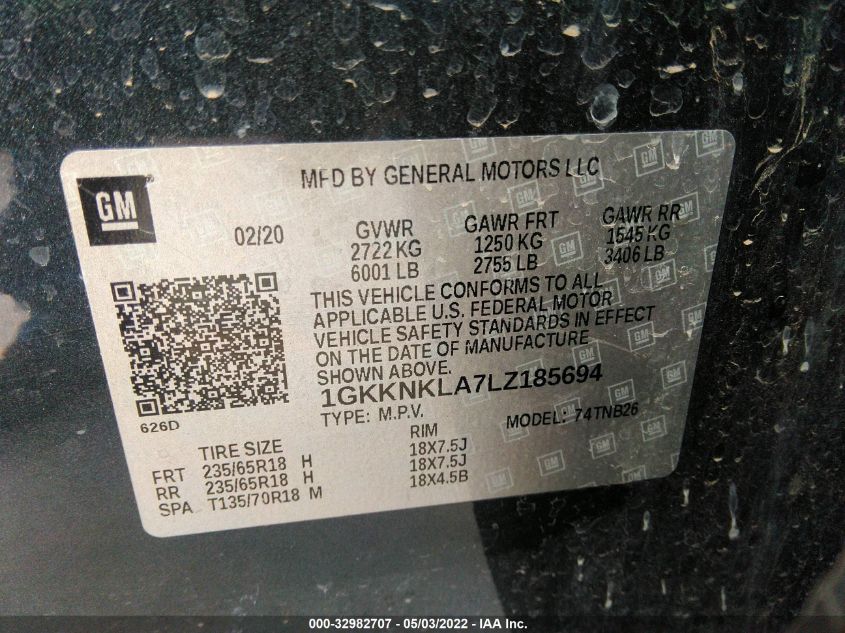 MFD BY GENERAL MOTORS LLC
GM
02/20
GVWR GAWR FRT GAWR RR
2722 KG 1250 KG 1545 KG
6001 LB 2755 LB 3406 LB
THIS VEHICLE CONFORMS TO ALL
APPLICABLE U.S. FEDERAL MOTOR
VEHICLE SAFETY STANDARDS IN EFFECT
ON THE DATE OF MANUFACTURE
SHOWN ABOVE.
1GKKNKLA7LZ185694
626D
TYPE: M.P.V. MODEL: 74TNB26
TIRE SIZE RIM
FRT 235/65R18 H 18X7.5J
RR 235/65R18 H 18X7.5J
SPA T135/70R18 M 18X4.5B
000-32982707 - 05/03/2022 - IAA Inc.